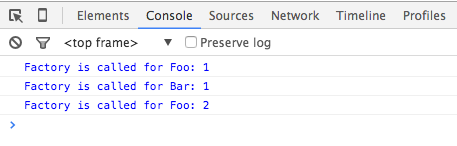 Elements Console Sources Network Timeline Profiles
<top frame> ▼ Preserve log
Factory is called for Foo: 1
Factory is called for Bar: 1
Factory is called for Foo: 2
>